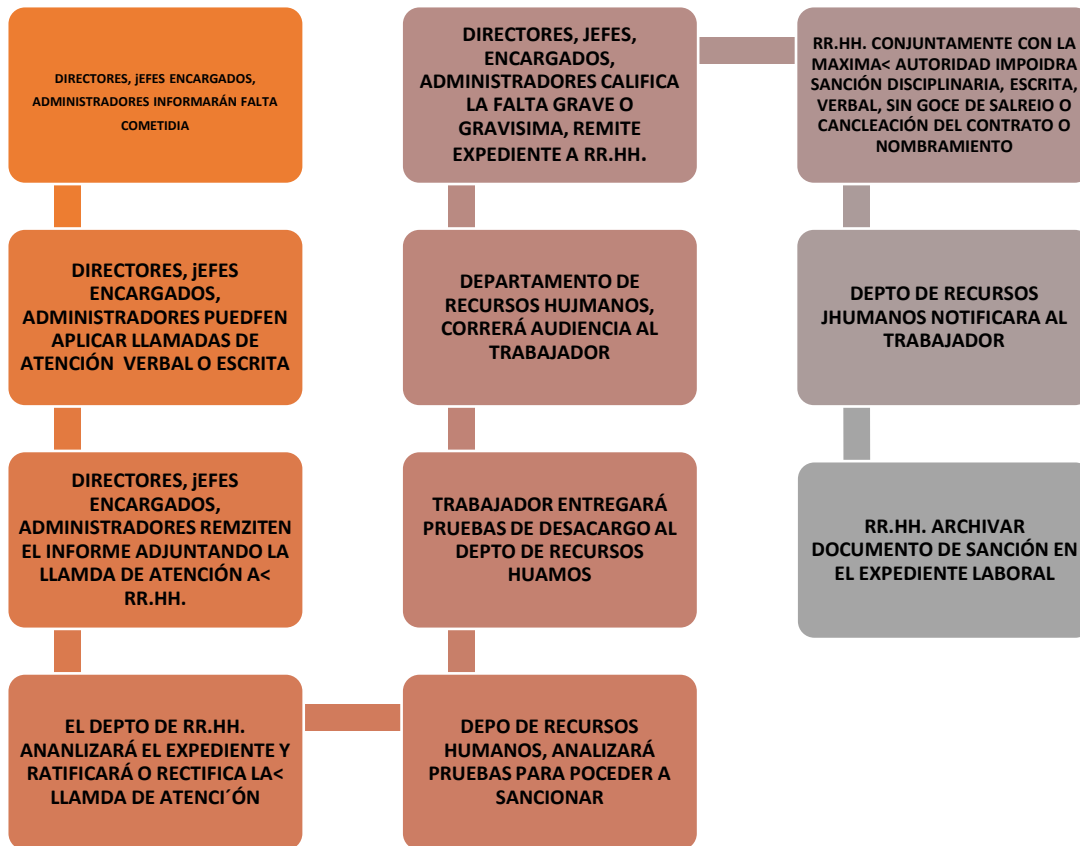 DIRECTORES, jEFES ENCARGADOS,
ADMINISTRADORES INFORMARÁN FALTA
COMETIDIA
DIRECTORES, jEFES
ENCARGADOS,
ADMINISTRADORES PUEDFEN
APLICAR LLAMADAS DE
ATENCIÓN VERBAL O ESCRITA
DIRECTORES, jEFES
ENCARGADOS,
ADMINISTRADORES REMZITEN
EL INFORME ADJUNTANDO LA
LLAMDA DE ATENCIÓN A<
RR.HH.
EL DEPTO DE RR.HH.
ANANLIZARÁ EL EXPEDIENTE Y
RATIFICARÁ O RECTIFICA LA<
LLAMDA DE ATENCI´ÓN
DEPO DE RECURSOS
HUMANOS, ANALIZARÁ
PRUEBAS PARA POCEDER A
SANCIONAR
TRABAJADOR ENTREGARÁ
PRUEBAS DE DESACARGO AL
DEPTO DE RECURSOS
HUAMOS
DEPARTAMENTO DE
RECURSOS HUJMANOS,
CORRERÁ AUDIENCIA AL
TRABAJADOR
DIRECTORES, JEFES,
ENCARGADOS,
ADMINISTRADORES CALIFICA
LA FALTA GRAVE O
GRAVISIMA, REMITE
EXPEDIENTE A RR.HH.
RR.HH. CONJUNTAMENTE CON LA
MAXIMA< AUTORIDAD IMPOIDRA
SANCIÓN DISCIPLINARIA, ESCRITA,
VERBAL, SIN GOCE DE SALREIO O
CANCLEACIÓN DEL CONTRATO O
NOMBRAMIENTO
DEPTO DE RECURSOS
JHUMANOS NOTIFICARA AL
TRABAJADOR
RR.HH. ARCHIVAR
DOCUMENTO DE SANCIÓN EN
EL EXPEDIENTE LABORAL